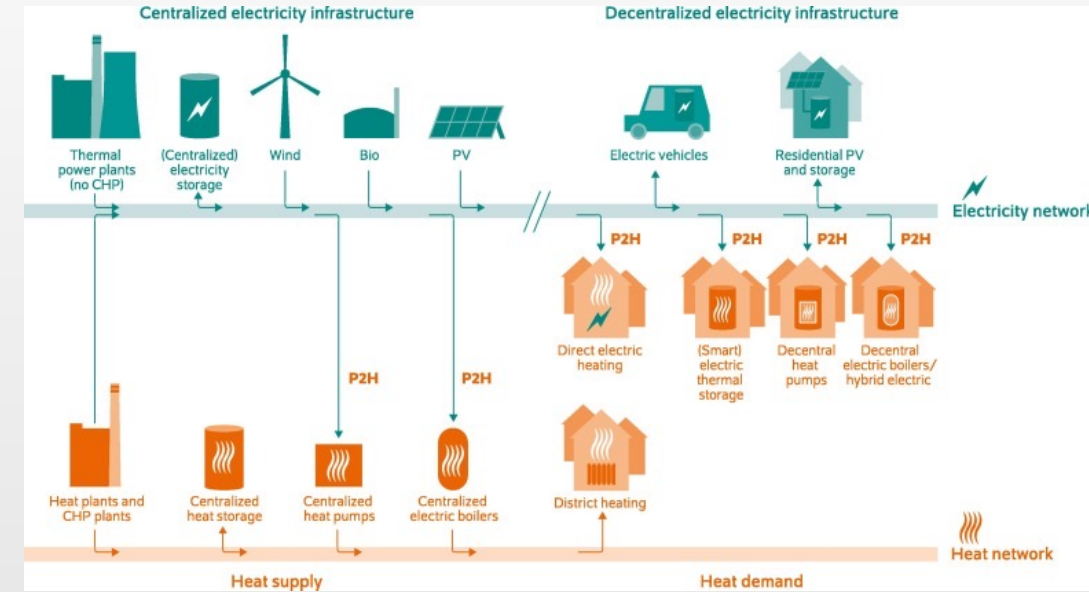 Centralized electricity infrastructure
Decentralized electricity infrastructure
Thermal
power plants
(no CHP)
(Centralized)
electricity
storage
Wind
Bio
PV
Electric vehicles
Residential PV
and storage
Electricity network
P2H
P2H
P2H
P2H
Direct electric
heating
(Smart)
electric
thermal
storage
Decentral
heat
pumps
Decentral
electric boilers/
hybrid electric
P2H
P2H
Heat plants and
CHP plants
Centralized
heat storage
Centralized
heat pumps
Centralized
electric boilers
District heating
Heat network
Heat supply
Heat demand